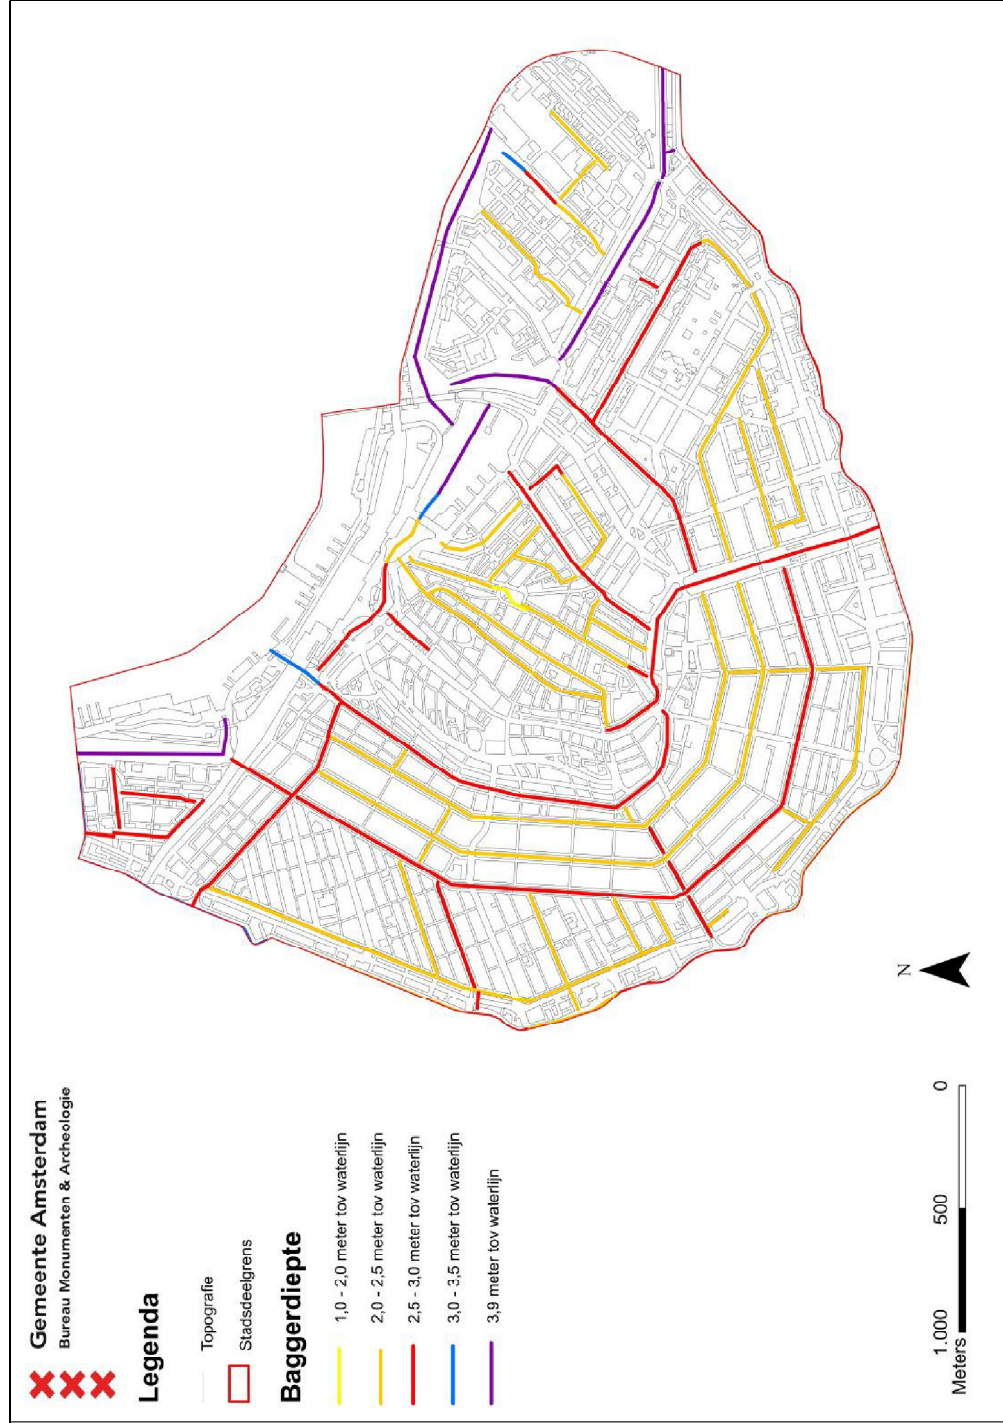 Gemeente Amsterdam
Bureau Monumenten & Archeologie
Legenda
Topografie
Stadsdeelgrens
Baggerdiepte
1,0 - 2,0 meter tov waterlijn
2,0 - 2,5 meter tov waterlijn
2,5 - 3,0 meter tov waterlijn
3,0 - 3,5 meter tov waterlijn
3,9 meter tov waterlijn
N
1.000
500
0
Meters